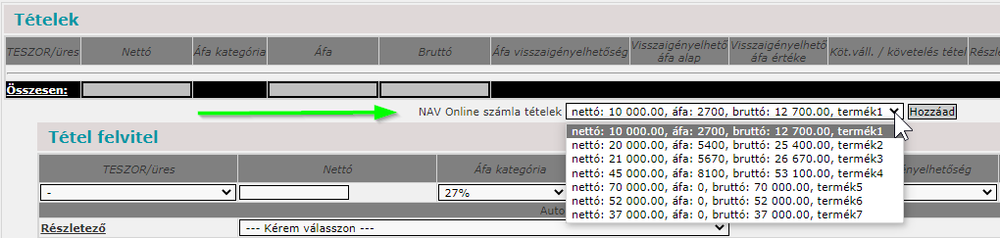 Tételek
TESZOR/üres Nettó Áfa kategória Áfa Bruttó Áfa visszaigényelhetőség Visszaigényelhető áfa alap Visszaigényelhető áfa értéke Köt.váll. / követelés tétel Részle
Összesen:
NAV Online számla tételek nettó: 10 000.00, áfa: 2700, bruttó: 12 700.00, termék1 Hozzáad
nettó: 10 000.00, áfa: 2700, bruttó: 12 700.00, termék1
nettó: 20 000.00, áfa: 5400, bruttó: 25 400.00, termék2
nettó: 21 000.00, áfa: 5670, bruttó: 26 670.00, termék3
nettó: 45 000.00, áfa: 8100, bruttó: 53 100.00, termék4
nettó: 70 000.00, áfa: 0, bruttó: 70 000.00, termék5
nettó: 52 000.00, áfa: 0, bruttó: 52 000.00, termék6
nettó: 37 000.00, áfa: 0, bruttó: 37 000.00, termék7
Tétel felvitel
TESZOR/üres Nettó Áfa kategória ényelhetőség
- 27%
Auto
Részletező --- Kérem válasszon ---